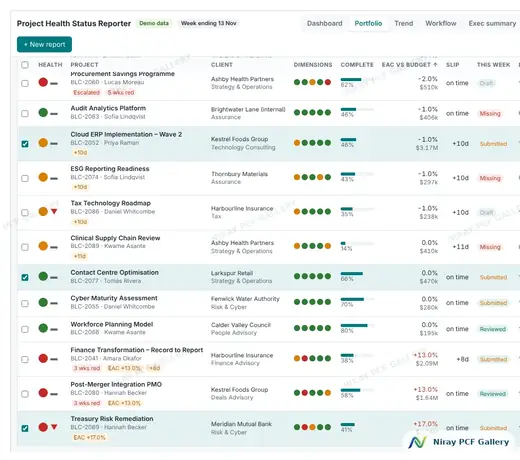 Project Health Status Reporter Demo data Week ending 13 Nov Dashboard Portfolio Trend Workflow Exec summary
+ New report
HEALTH PROJECT CLIENT DIMENSIONS COMPLETE EAC VS BUDGET ↑ SLIP THIS WEEK
Procurement Savings Programme Ashby Health Partners -2.0% on time Draft
BLC-2060 · Lucas Moreau Strategy & Operations 62% $510k
Escalated 5 wks red
Audit Analytics Platform Brightwater Lane (internal) -1.0% on time Missing
BLC-2083 · Sofia Lindqvist Assurance 46% $406k
Cloud ERP Implementation – Wave 2 Kestrel Foods Group -1.0% +10d Submitted
BLC-2052 · Priya Raman Technology Consulting 46% $3.17M
+10d
ESG Reporting Readiness Thornbury Materials -1.0% +10d Missing
BLC-2074 · Sofia Lindqvist Assurance 43% $297k
+10d
Tax Technology Roadmap Harbourline Insurance -1.0% +10d Draft
BLC-2086 · Daniel Whitcombe Tax 35% $238k
+10d
Clinical Supply Chain Review Ashby Health Partners 0.0% +11d Missing
BLC-2089 · Kwame Asante Strategy & Operations 14% $410k
+11d
Contact Centre Optimisation Larkspur Retail 0.0% on time Submitted
BLC-2077 · Tomás Rivera Strategy & Operations 66% $470k
Cyber Maturity Assessment Fenwick Water Authority 0.0% on time Submitted
BLC-2055 · Daniel Whitcombe Risk & Cyber 70% $280k
Workforce Planning Model Calder Valley Council 0.0% on time Reviewed
BLC-2068 · Kwame Asante People Advisory 80% $195k
Finance Transformation – Record to Report Harbourline Insurance +13.0% +8d Submitted
BLC-2041 · Amara Okafor Finance Advisory 38% $2.09M
3 wks red EAC +13.0% +8d
Post-Merger Integration PMO Kestrel Foods Group +13.0% on time Reviewed
BLC-2080 · Hannah Becker Deals Advisory 58% $1.64M
3 wks red EAC +13.0%
Treasury Risk Remediation Meridian Mutual Bank +17.0% on time Submitted
BLC-2069 · Hannah Becker Risk & Cyber 41%
EAC +17.0%
Niray PCF Gallery